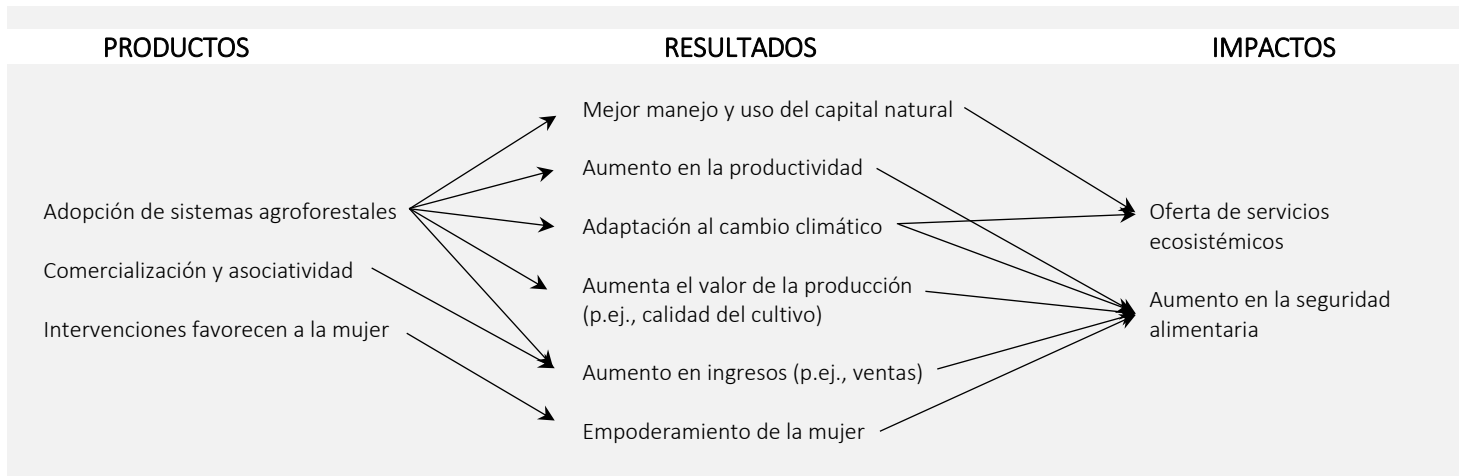 PRODUCTOS
RESULTADOS
IMPACTOS
Adopción de sistemas agroforestales
Comercialización y asociatividad
Intervenciones favorecen a la mujer
Mejor manejo y uso del capital natural
Aumento en la productividad
Adaptación al cambio climático
Aumenta el valor de la producción
(p.ej., calidad del cultivo)
Aumento en ingresos (p.ej., ventas)
Empoderamiento de la mujer
Oferta de servicios
ecosistémicos
Aumento en la seguridad
alimentaria